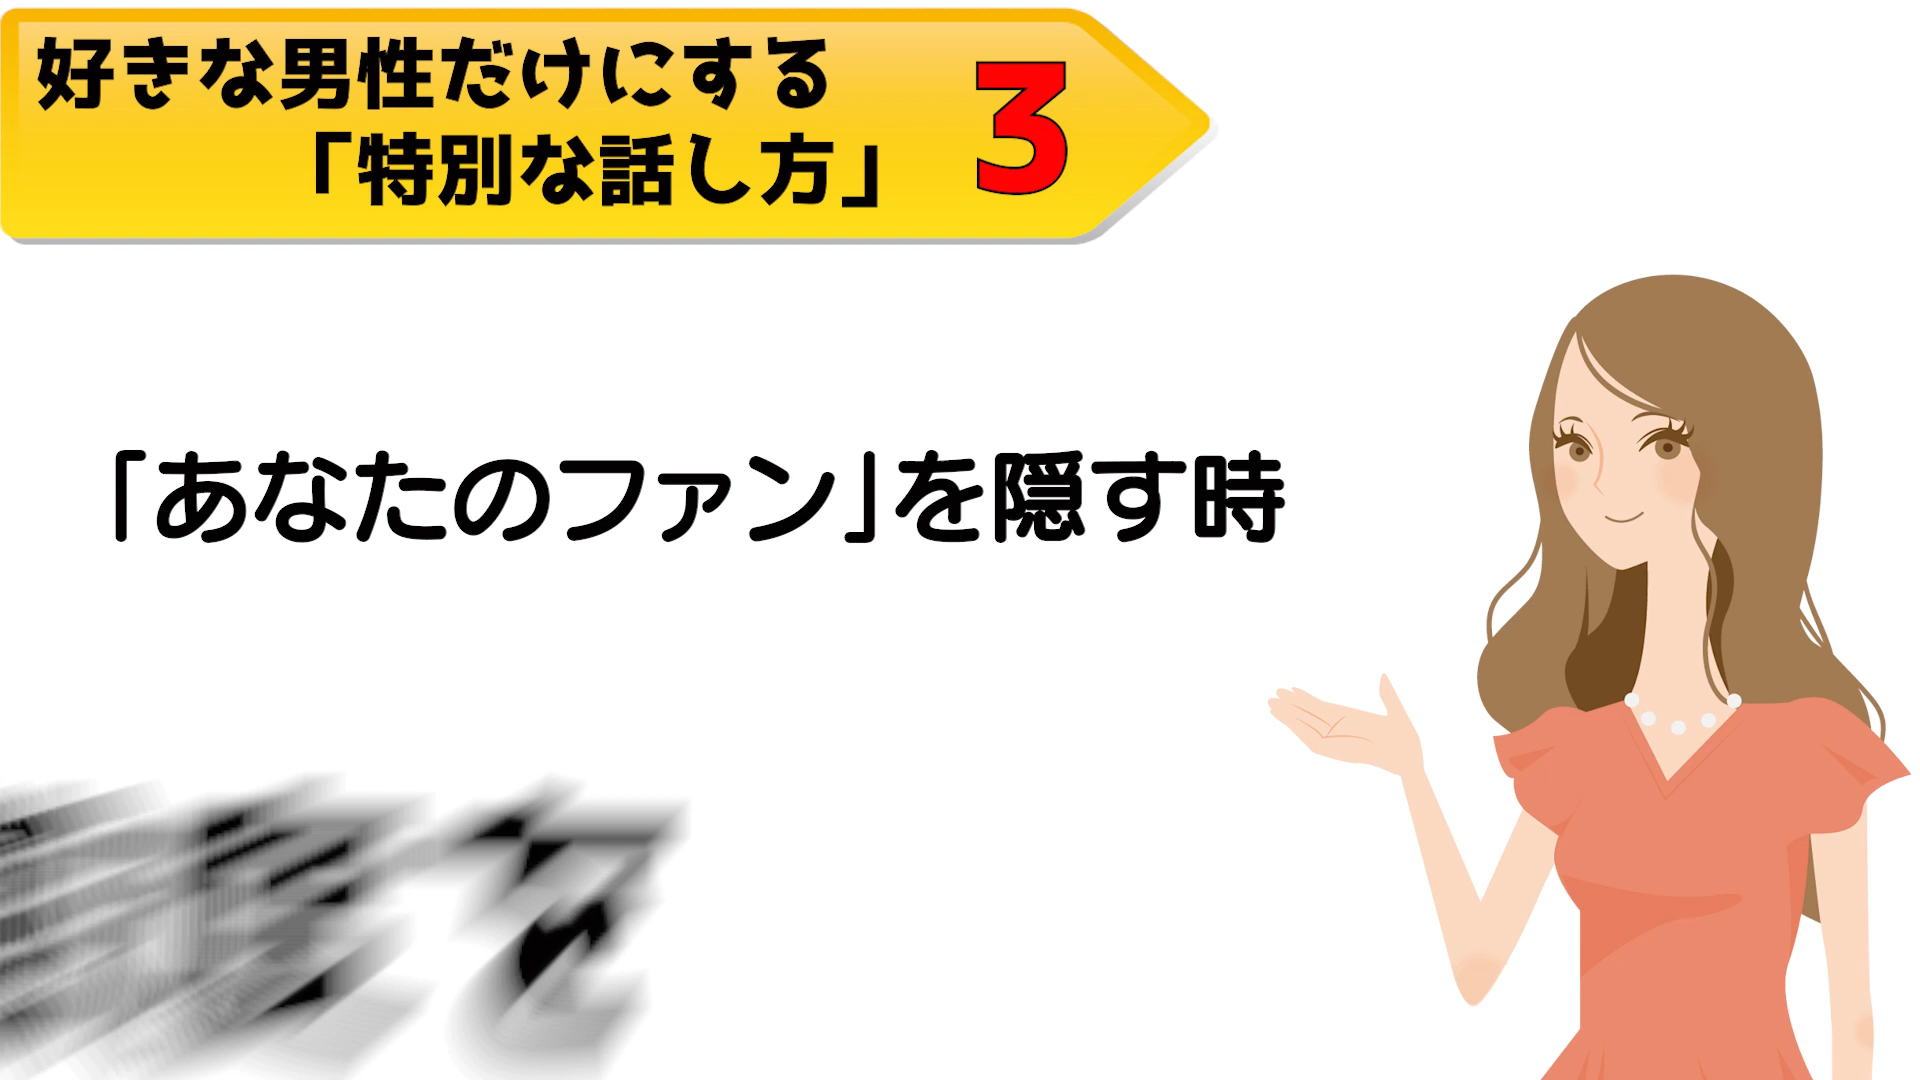 好きな男性だけにする
「特別な話し方」
3
「あなたのファン」を隠す時